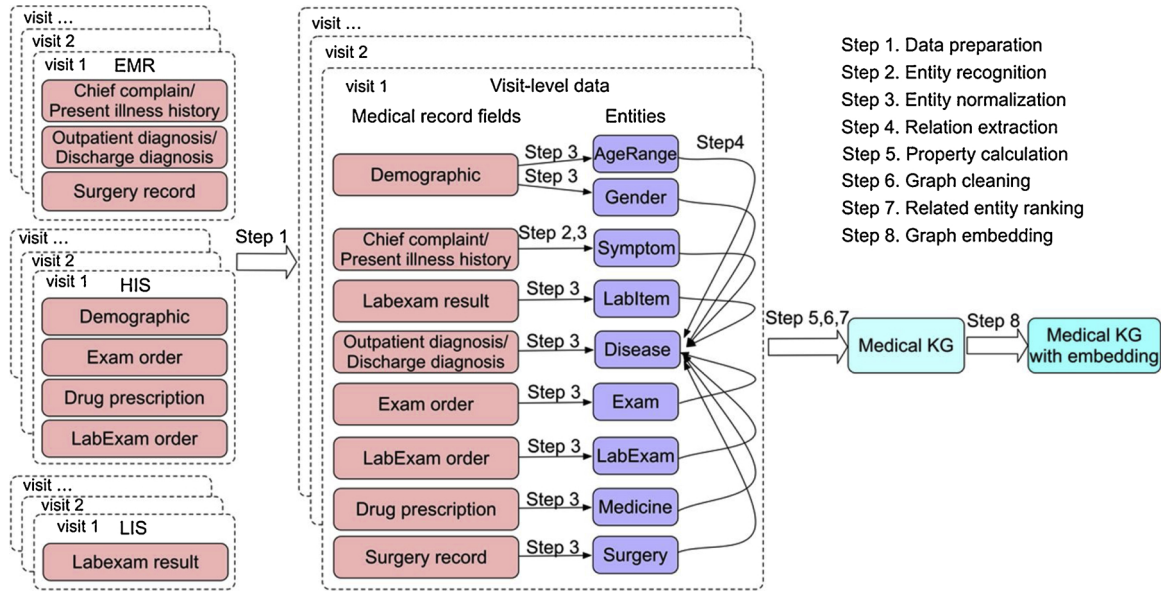 visit ...
visit 2
visit 1
EMR
Chief complain/
Present illness history
Outpatient diagnosis/
Discharge diagnosis
Surgery record
visit ...
visit 2
visit 1
HIS
Demographic
Exam order
Drug prescription
LabExam order
visit ...
visit 2
visit 1
LIS
Labexam result
Step 1
visit ...
visit 2
visit 1
Visit-level data
Medical record fields
Entities
Demographic
Step 3
AgeRange
Step4
Step 3
Gender
Chief complaint/
Present illness history
Step 2,3
Symptom
Labexam result
Step 3
LabItem
Outpatient diagnosis/
Discharge diagnosis
Step 3
Disease
Exam order
Step 3
Exam
LabExam order
Step 3
LabExam
Drug prescription
Step 3
Medicine
Surgery record
Step 3
Surgery
Step 5,6,7
Medical KG
Step 8
Medical KG
with embedding
Step 1. Data preparation
Step 2. Entity recognition
Step 3. Entity normalization
Step 4. Relation extraction
Step 5. Property calculation
Step 6. Graph cleaning
Step 7. Related entity ranking
Step 8. Graph embedding